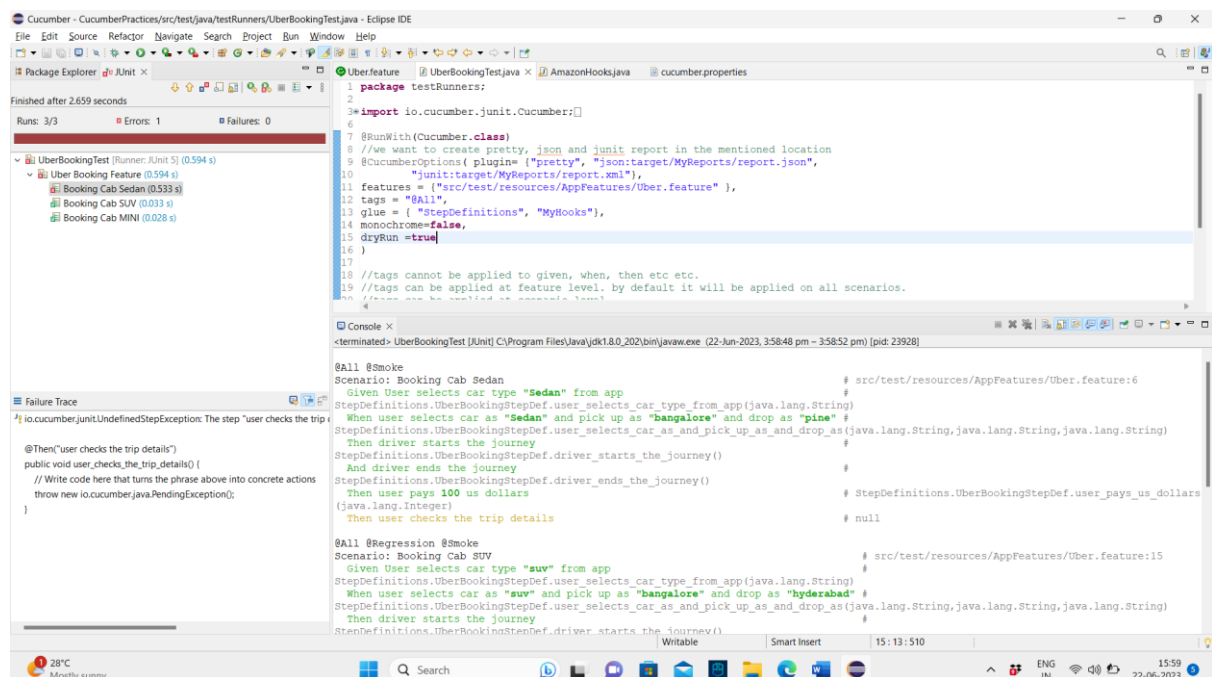 Cucumber - CucumberPractices/src/test/java/testRunners/UberBookingTest.java - Eclipse IDE
File Edit Source Refactor Navigate Search Project Run Window Help
Package Explorer JUnit
Finished after 2.659 seconds
Runs: 3/3 Errors: 1 Failures: 0
UberBookingTest [Runner: JUnit 5] (0.594 s)
Uber Booking Feature (0.594 s)
Booking Cab Sedan (0.533 s)
Booking Cab SUV (0.033 s)
Booking Cab MINI (0.028 s)
Failure Trace
io.cucumber.junit.UndefinedStepException: The step "user checks the trip
@Then("user checks the trip details")
public void user_checks_the_trip_details() {
// Write code here that turns the phrase above into concrete actions
throw new io.cucumber.java.PendingException();
}
Uber.feature UberBookingTest.java AmazonHooks.java cucumber.properties
1 package testRunners;
2
3 import io.cucumber.junit.Cucumber;
6
7 @RunWith(Cucumber.class)
8 //we want to create pretty, json and junit report in the mentioned location
9 @CucumberOptions( plugin= {"pretty", "json:target/MyReports/report.json",
10 "junit:target/MyReports/report.xml"},
11 features = {"src/test/resources/AppFeatures/Uber.feature" },
12 tags = "@All",
13 glue = { "StepDefinitions", "MyHooks"},
14 monochrome=false,
15 dryRun =true
16 )
17
18 //tags cannot be applied to given, when, then etc etc.
19 //tags can be applied at feature level. by default it will be applied on all scenarios.
20 //tags can be applied at scenario level
Console
<terminated> UberBookingTest [JUnit] C:\Program Files\Java\jdk1.8.0_202\bin\javaw.exe (22-Jun-2023, 3:58:48 pm – 3:58:52 pm) [pid: 23928]
@All @Smoke
Scenario: Booking Cab Sedan # src/test/resources/AppFeatures/Uber.feature:6
Given User selects car type "Sedan" from app #
StepDefinitions.UberBookingStepDef.user_selects_car_type_from_app(java.lang.String)
When user selects car as "Sedan" and pick up as "bangalore" and drop as "pine" #
StepDefinitions.UberBookingStepDef.user_selects_car_as_and_pick_up_as_and_drop_as(java.lang.String,java.lang.String,java.lang.String)
Then driver starts the journey #
StepDefinitions.UberBookingStepDef.driver_starts_the_journey()
And driver ends the journey #
StepDefinitions.UberBookingStepDef.driver_ends_the_journey()
Then user pays 100 us dollars # StepDefinitions.UberBookingStepDef.user_pays_us_dollars
(java.lang.Integer)
Then user checks the trip details # null
@All @Regression @Smoke
Scenario: Booking Cab SUV # src/test/resources/AppFeatures/Uber.feature:15
Given User selects car type "suv" from app #
StepDefinitions.UberBookingStepDef.user_selects_car_type_from_app(java.lang.String)
When user selects car as "suv" and pick up as "bangalore" and drop as "hyderabad" #
StepDefinitions.UberBookingStepDef.user_selects_car_as_and_pick_up_as_and_drop_as(java.lang.String,java.lang.String,java.lang.String)
Then driver starts the journey #
StepDefinitions.UberBookingStepDef.driver_starts_the_journey()
Writable Smart Insert 15 : 13 : 510
1 28°C
Mostly sunny
Search
ENG
IN
15:59
22-06-2023
5